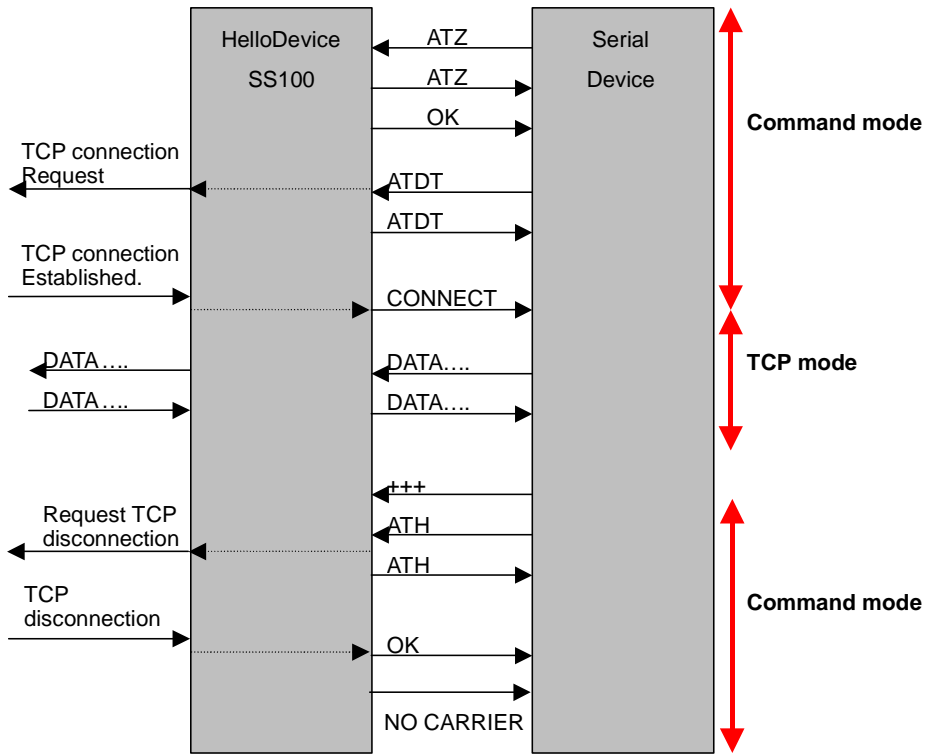 HelloDevice
SS100
Serial
Device
ATZ
ATZ
OK
Command mode
TCP connection
Request
ATDT
ATDT
TCP connection
Established.
CONNECT
DATA....
DATA....
TCP mode
DATA....
DATA....
+++
Request TCP
disconnection
ATH
ATH
TCP
disconnection
Command mode
OK
NO CARRIER